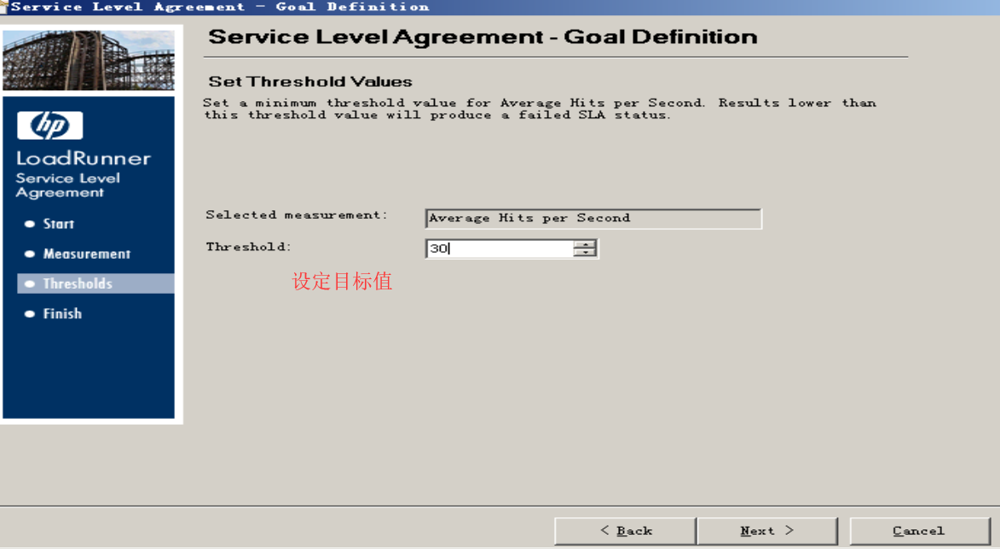 Service Level Agreement - Goal Definition
Service Level Agreement - Goal Definition
Set Threshold Values
Set a minimum threshold value for Average Hits per Second. Results lower than
this threshold value will produce a failed SLA status.
hp
LoadRunner
Service Level
Agreement
Start
Measurement
Thresholds
Finish
Selected measurement: Average Hits per Second
Threshold: 30
设定目标值
< Back Next > Cancel